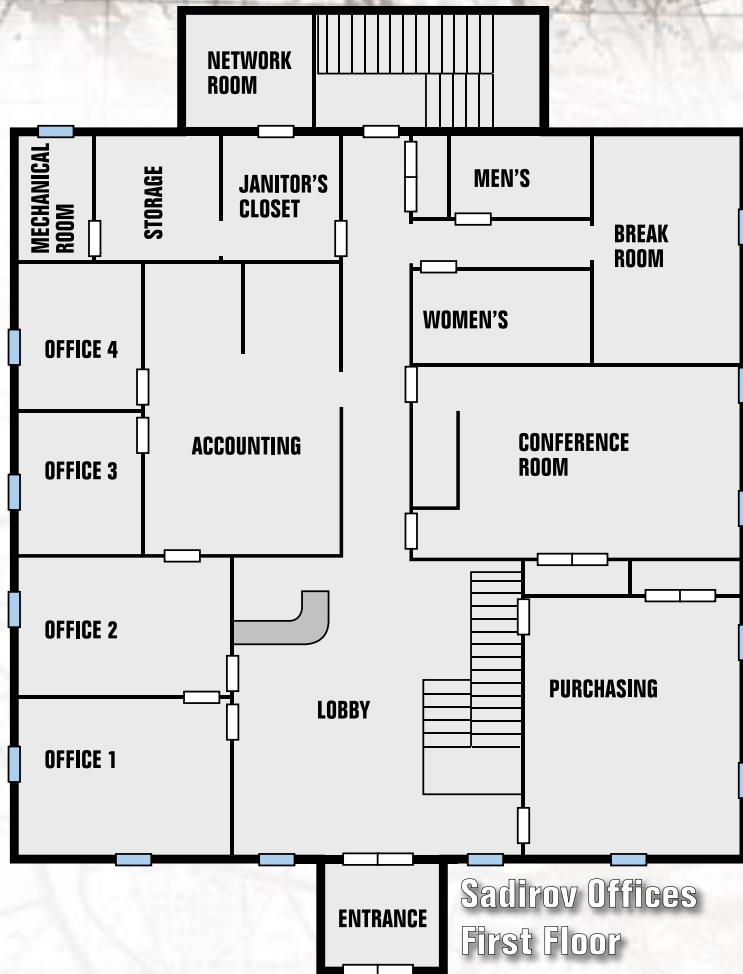 NETWORK
ROOM
MECHANICAL
ROOM
STORAGE
JANITOR'S
CLOSET
MEN'S
BREAK
ROOM
WOMEN'S
OFFICE 4
OFFICE 3
ACCOUNTING
CONFERENCE
ROOM
OFFICE 2
LOBBY
PURCHASING
OFFICE 1
ENTRANCE
Sadirov Offices
First Floor